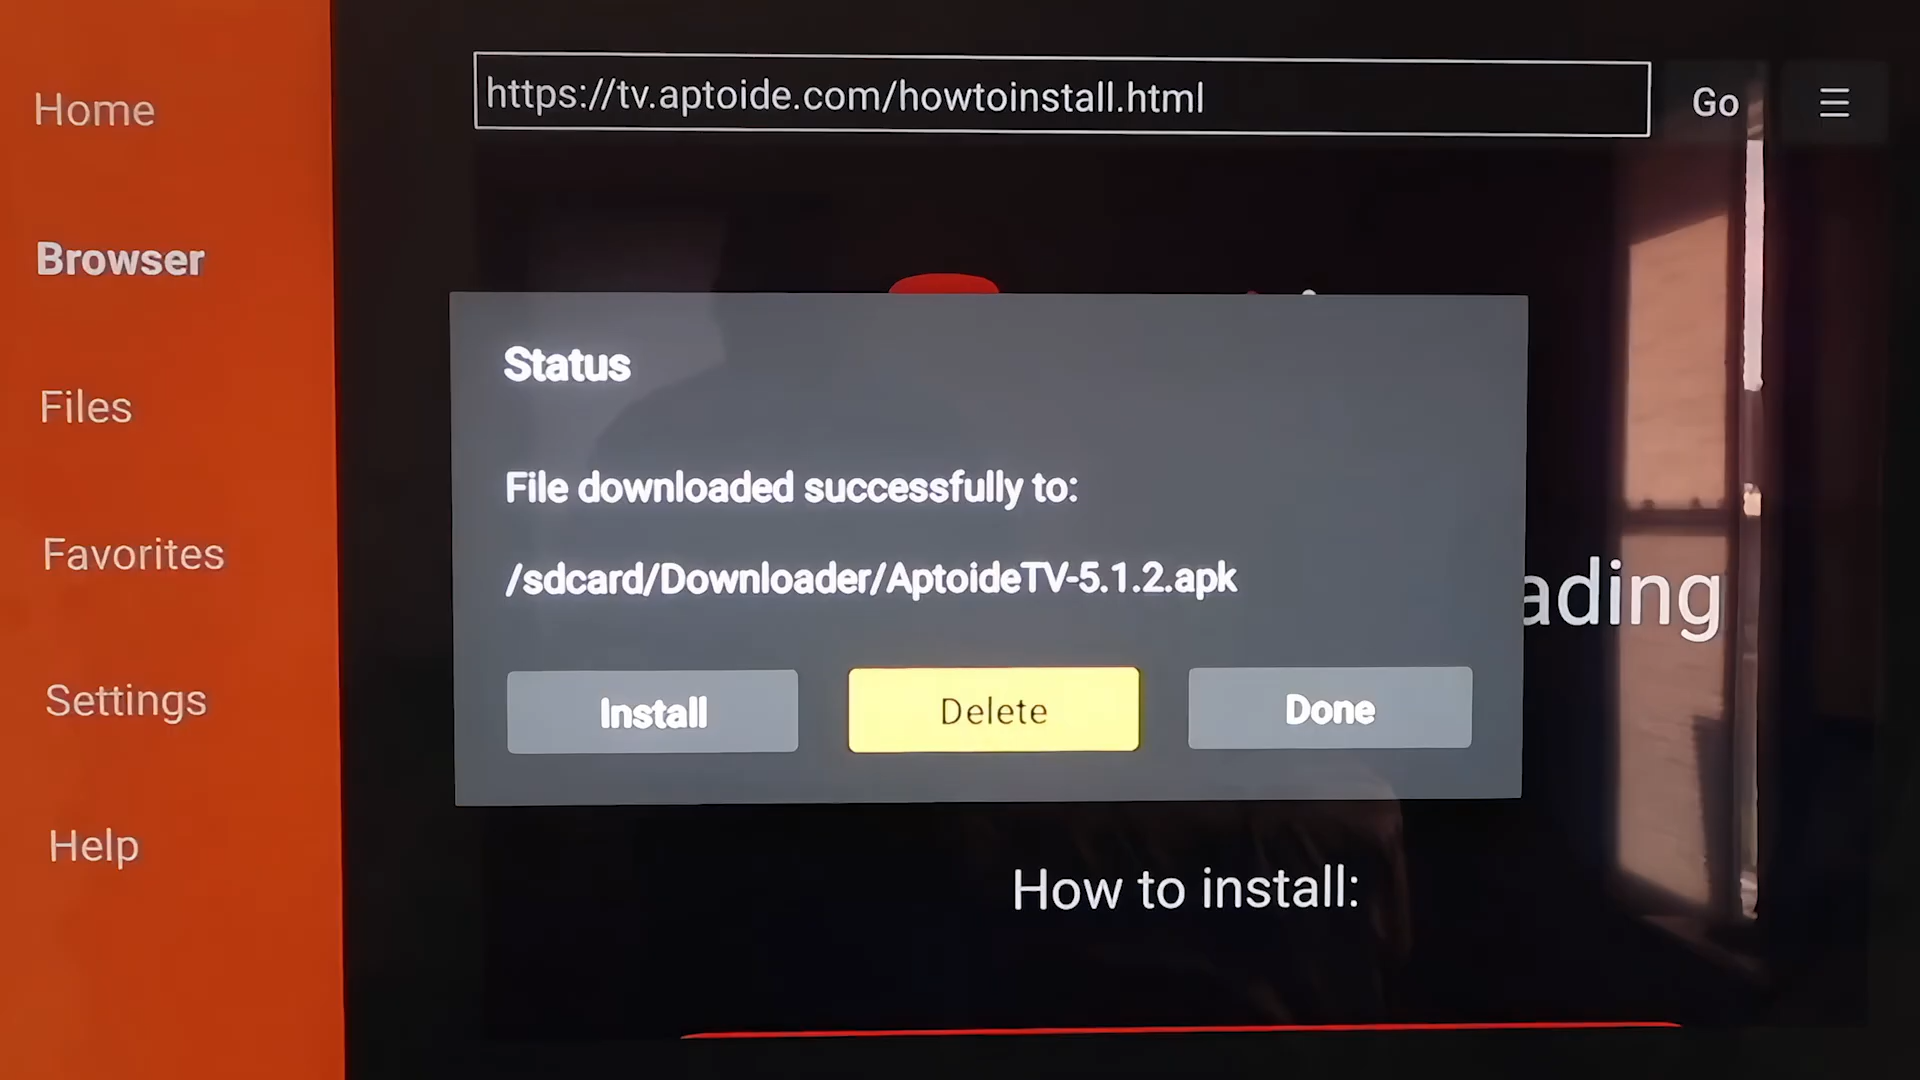 Home
Browser
Files
Favorites
Settings
Help
https://tv.aptoide.com/howtoinstall.html
Go
Status
File downloaded successfully to:
/sdcard/Downloader/AptoideTV-5.1.2.apk
Install
Delete
Done
ading
How to install: